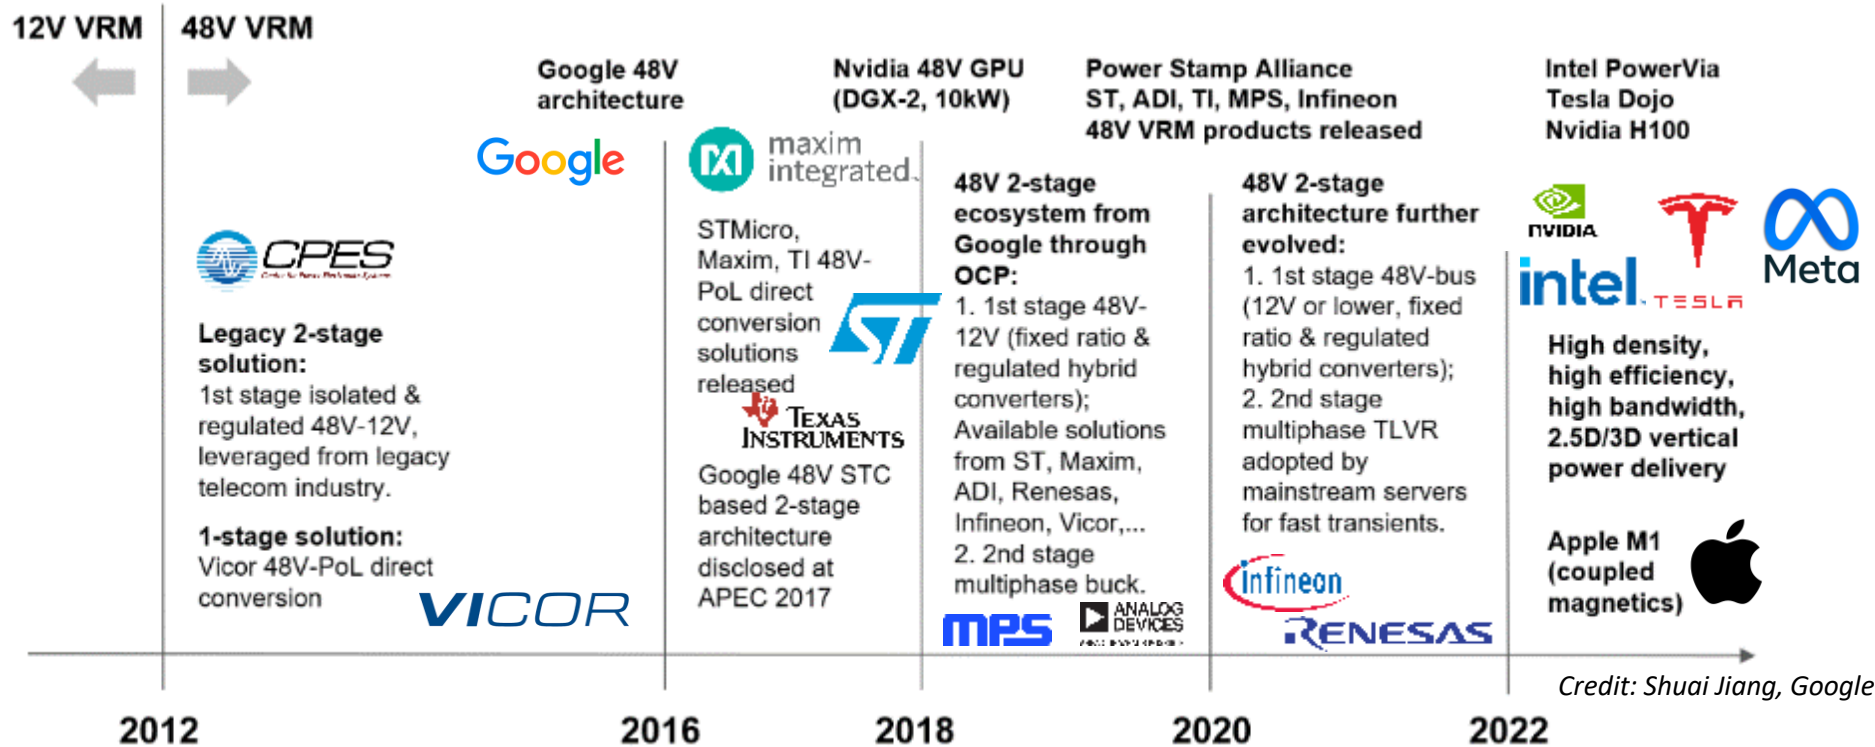 12V VRM
48V VRM
Google 48V
architecture
Google
CPES
Legacy 2-stage
solution:
1st stage isolated &
regulated 48V-12V,
leveraged from legacy
telecom industry.
1-stage solution:
Vicor 48V-PoL direct
conversion
VICOR
maxim
integrated
STMicro,
Maxim, TI 48V-
PoL direct
conversion
solutions
released
ST
TEXAS
INSTRUMENTS
Google 48V STC
based 2-stage
architecture
disclosed at
APEC 2017
Nvidia 48V GPU
(DGX-2, 10kW)
48V 2-stage
ecosystem from
Google through
OCP:
1. 1st stage 48V-
12V (fixed ratio &
regulated hybrid
converters);
Available solutions
from ST, Maxim,
ADI, Renesas,
Infineon, Vicor,...
2. 2nd stage
multiphase buck.
MPS
ANALOG
DEVICES
Power Stamp Alliance
ST, ADI, TI, MPS, Infineon
48V VRM products released
48V 2-stage
architecture further
evolved:
1. 1st stage 48V-bus
(12V or lower, fixed
ratio & regulated
hybrid converters);
2. 2nd stage
multiphase TLVR
adopted by
mainstream servers
for fast transients.
infineon
RENESAS
Intel PowerVia
Tesla Dojo
Nvidia H100
NVIDIA
intel
TESLA
Meta
High density,
high efficiency,
high bandwidth,
2.5D/3D vertical
power delivery
Apple M1
(coupled
magnetics)
Credit: Shuai Jiang, Google
2012
2016
2018
2020
2022